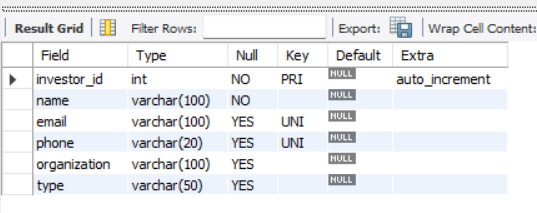 Result Grid Filter Rows: Export: Wrap Cell Content:
Field Type Null Key Default Extra
investor_id int NO PRI NULL auto_increment
name varchar(100) NO NULL
email varchar(100) YES UNI NULL
phone varchar(20) YES UNI NULL
organization varchar(100) YES NULL
type varchar(50) YES NULL